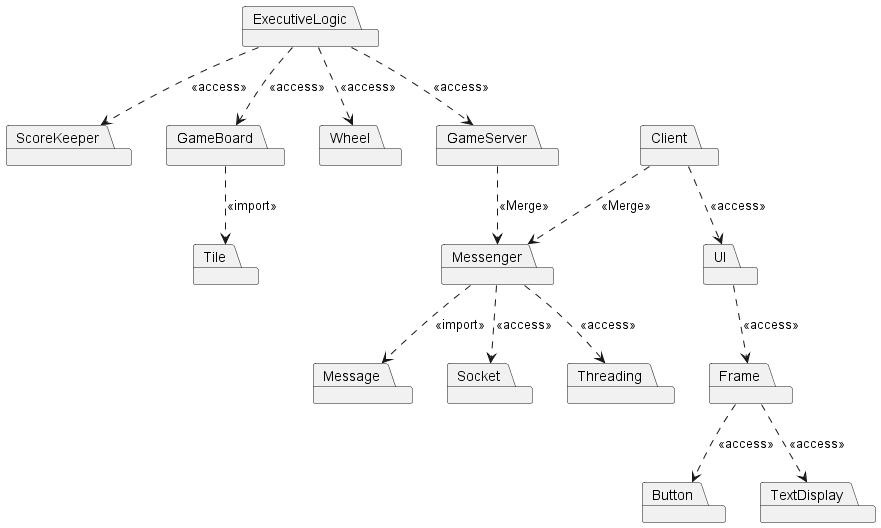 ExecutiveLogic
«access»
«access»
«access»
«access»
ScoreKeeper
GameBoard
Wheel
GameServer
Client
«import»
«Merge»
«Merge»
«access»
Tile
Messenger
UI
«import»
«access»
«access»
«access»
Message
Socket
Threading
Frame
«access»
«access»
Button
TextDisplay